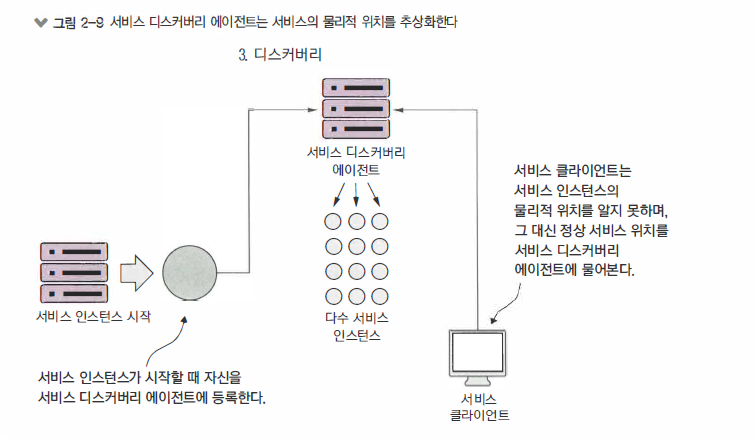 그림 2-9 서비스 디스커버리 에이전트는 서비스의 물리적 위치를 추상화한다
3. 디스커버리
서비스 디스커버리
에이전트
서비스 클라이언트는
서비스 인스턴스의
물리적 위치를 알지 못하며,
그 대신 정상 서비스 위치를
서비스 디스커버리
에이전트에 물어본다.
서비스 인스턴스 시작
다수 서비스
인스턴스
서비스 인스턴스가 시작할 때 자신을
서비스 디스커버리 에이전트에 등록한다.
서비스
클라이언트